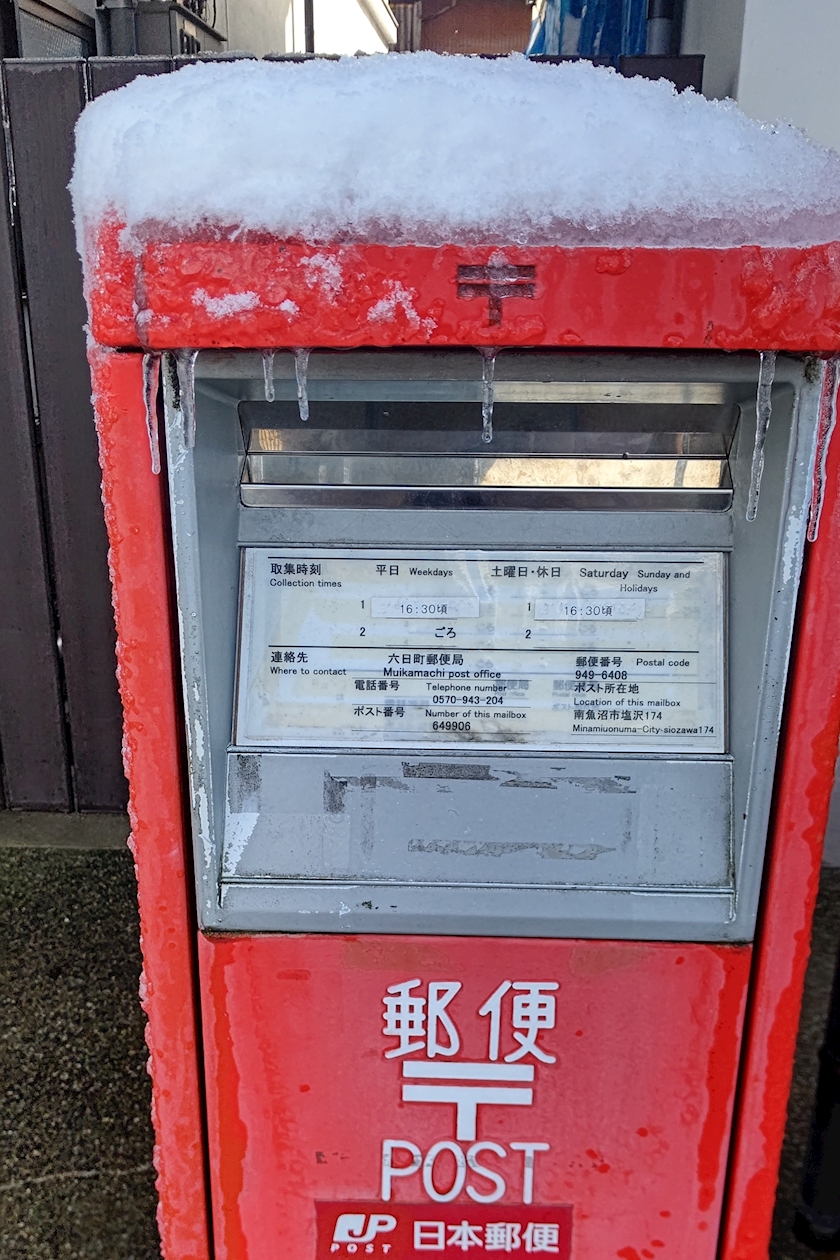 〒
取集時刻 平日 Weekdays 土曜日・休日 Saturday Sunday and
Collection times Holidays
1 16:30頃 1 16:30頃
2 ごろ 2
連絡先 六日町郵便局 郵便番号 Postal code
Where to contact Muikamachi post office 949-6408
電話番号 Telephone number ポスト所在地
0570-943-204 Location of this mailbox
ポスト番号 Number of this mailbox 南魚沼市塩沢174
649906 Minamiuonuma-City-siozawa174
郵便
〒
POST
JP 日本郵便
POST